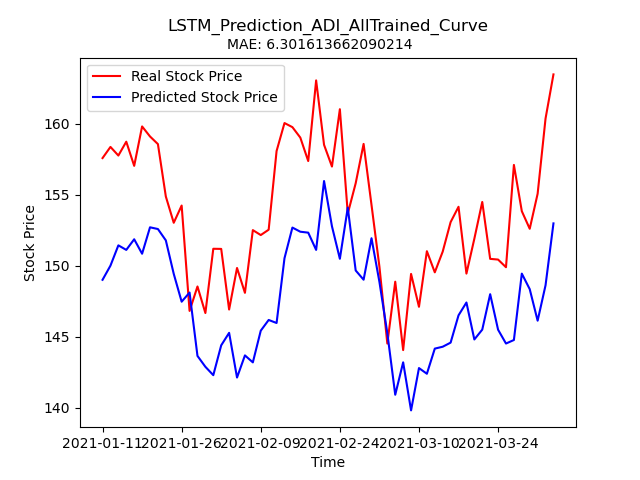 LSTM_Prediction_ADI_AllTrained_Curve
MAE: 6.301613662090214
Real Stock Price
Predicted Stock Price
Stock Price
160
155
150
145
140
2021-01-11 2021-01-26 2021-02-09 2021-02-24 2021-03-10 2021-03-24
Time